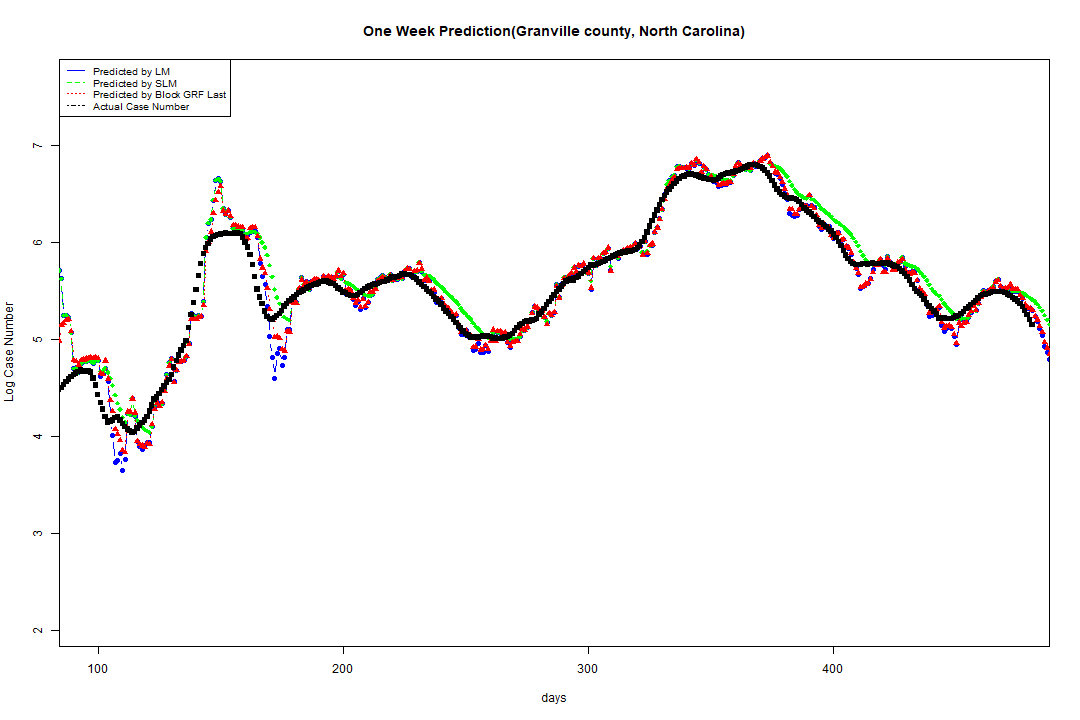 One Week Prediction(Granville county, North Carolina)
Predicted by LM
Predicted by SLM
Predicted by Block GRF Last
Actual Case Number
7
6
5
4
3
2
Log Case Number
100 200 300 400
days